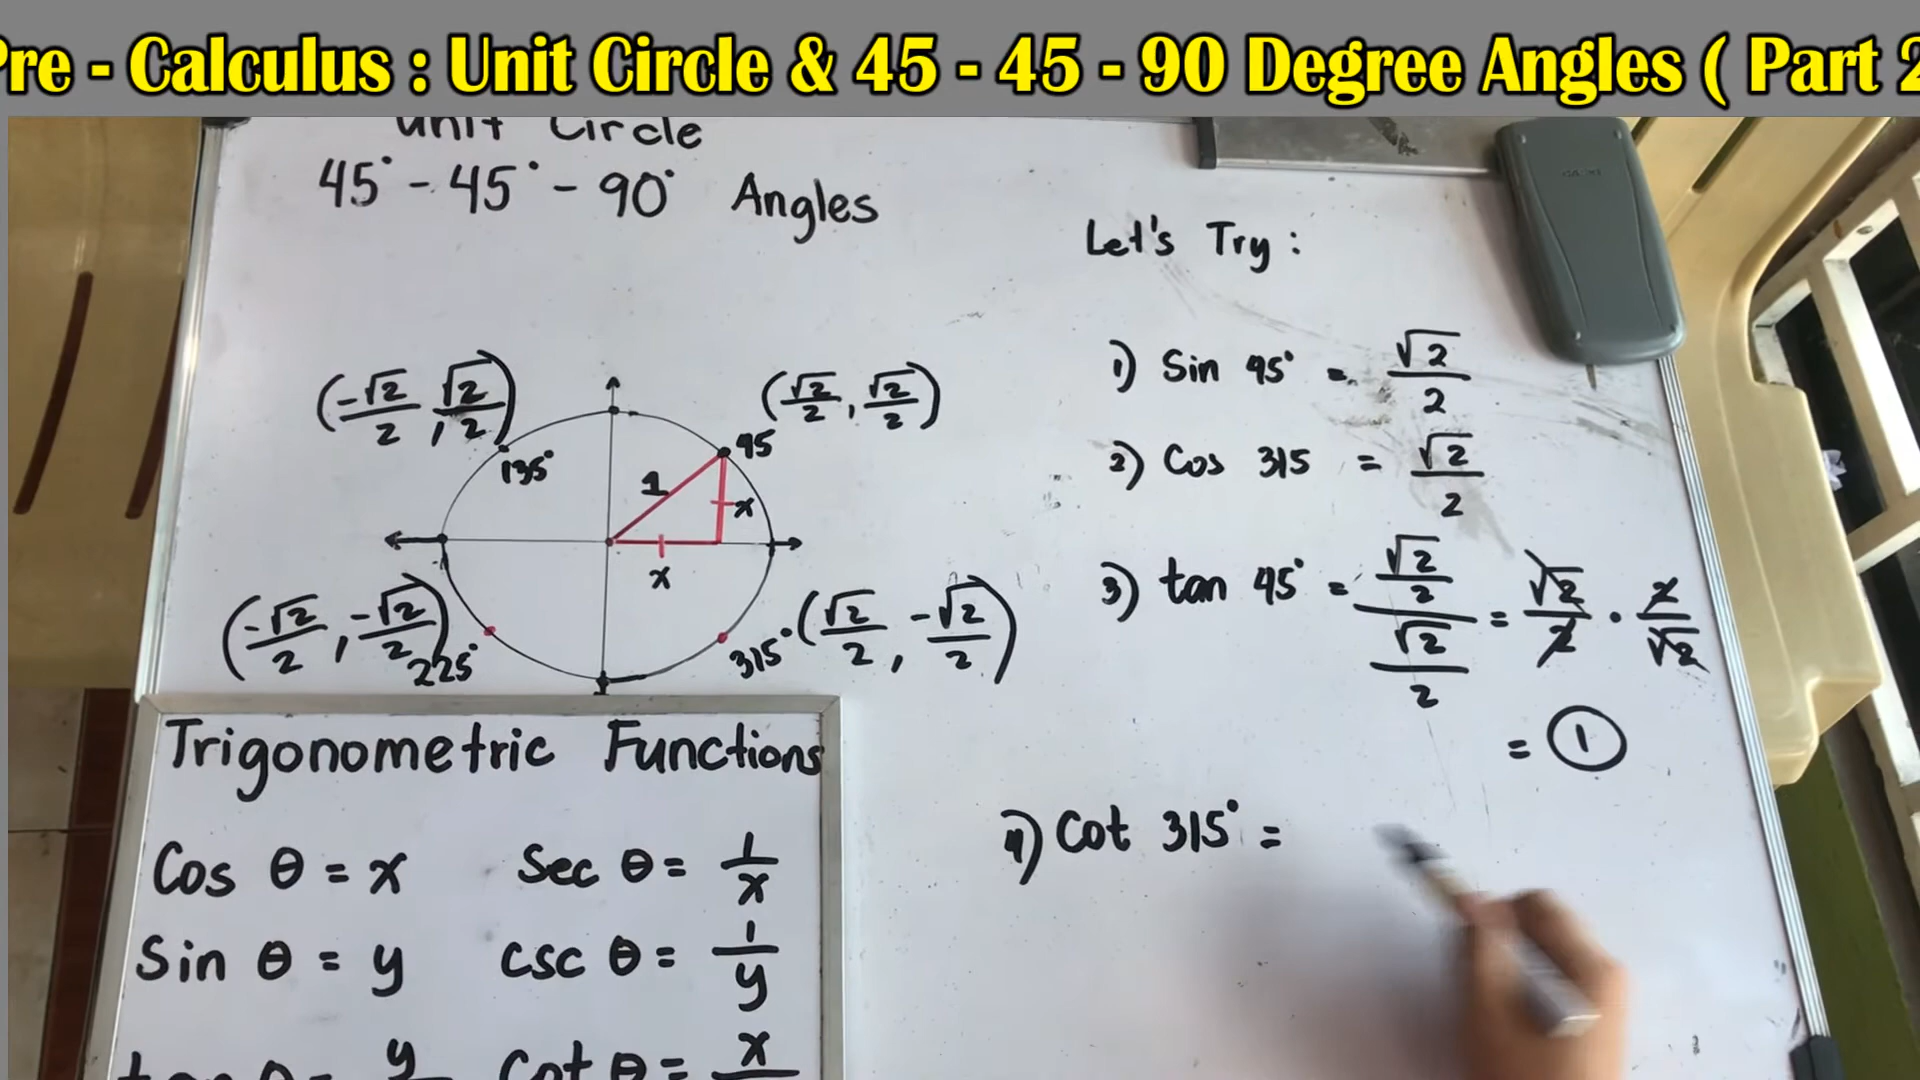 Pre - Calculus : Unit Circle & 45 - 45 - 90 Degree Angles ( Part 2
Unit Circle
45° - 45° - 90° Angles
Let's Try :
1) Sin 45° = √2/2
2) Cos 315 = √2/2
3) tan 45° = (√2/2)/(√2/2) = √2/2 · 2/√2
= 1
4) Cot 315° =
(-√2/2, √2/2)
(√2/2, √2/2)
135°
45
1
x
x
(-√2/2, -√2/2)
225°
315° (√2/2, -√2/2)
Trigonometric Functions
Cos θ = x Sec θ = 1/x
Sin θ = y csc θ = 1/y
tan θ = y Cot θ = x